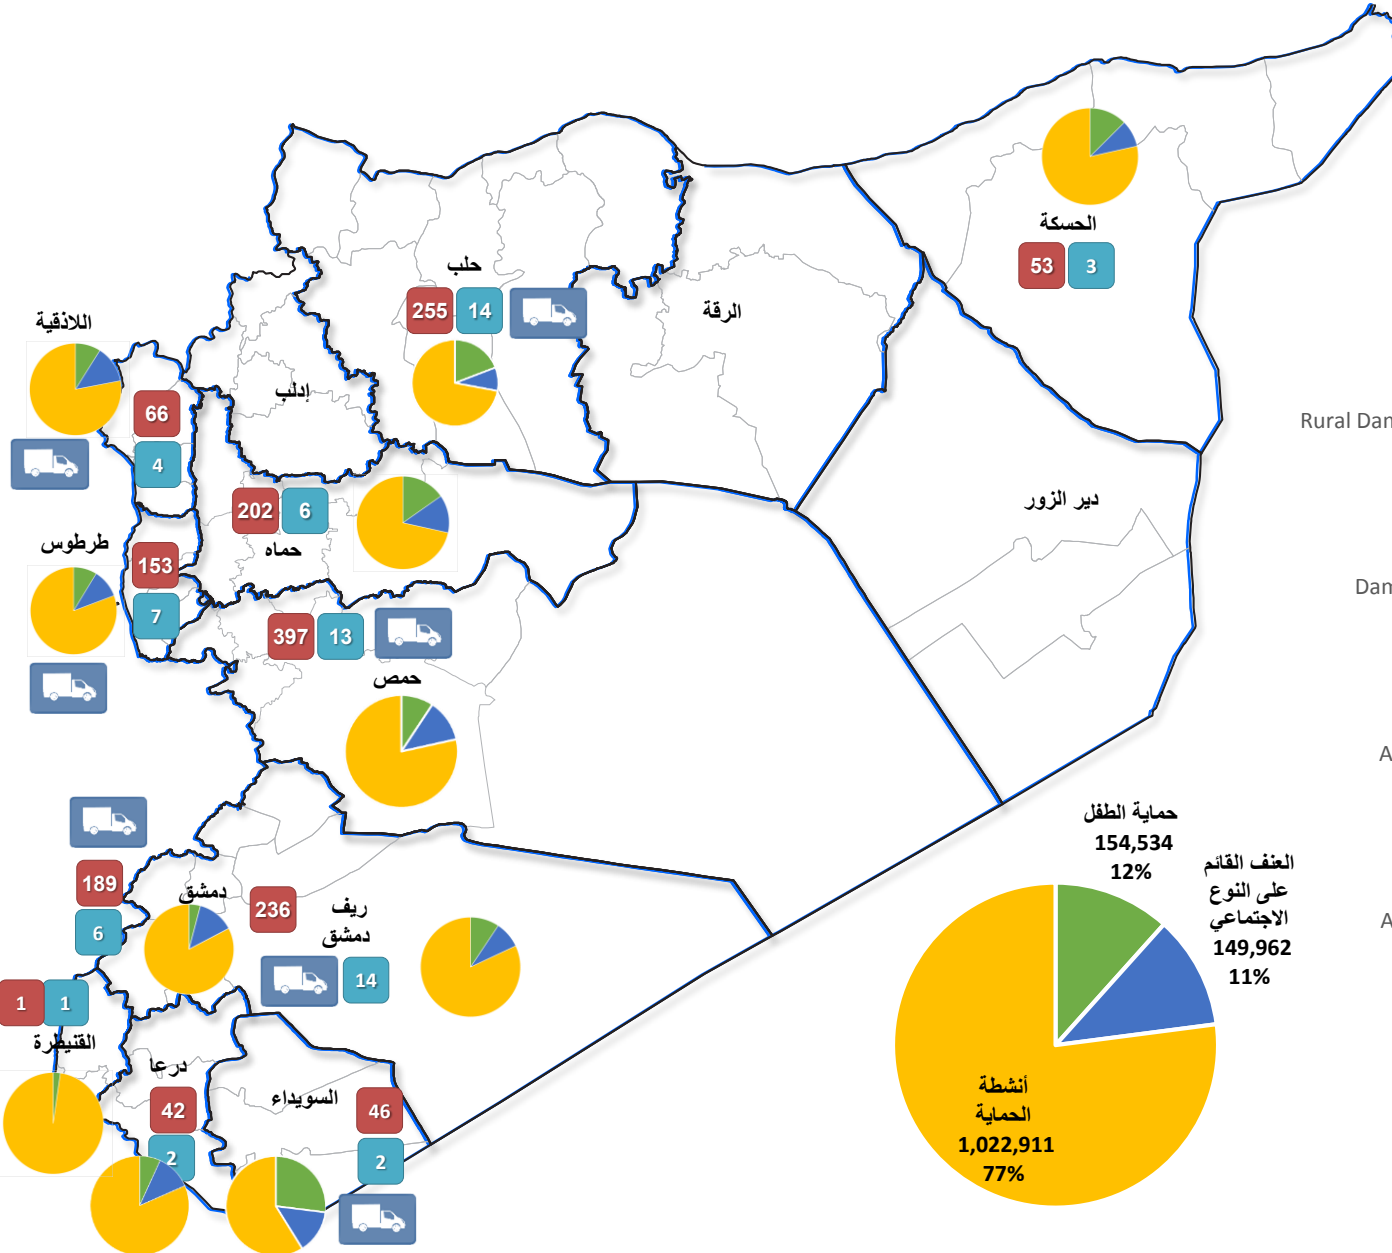 الحسكة
53
3
حلب
255
14
الرقة
اللاذقية
66
4
إدلب
Rural Dam
دير الزور
202
6
حماه
طرطوس
153
7
Dam
397
13
حمص
A
189
6
دمشق
236
ريف
دمشق
14
1
1
القنيطرة
درعا
42
2
السويداء
46
2
حماية الطفل
154,534
12%
العنف القائم
على النوع
الاجتماعي
149,962
11%
A
أنشطة
الحماية
1,022,911
77%